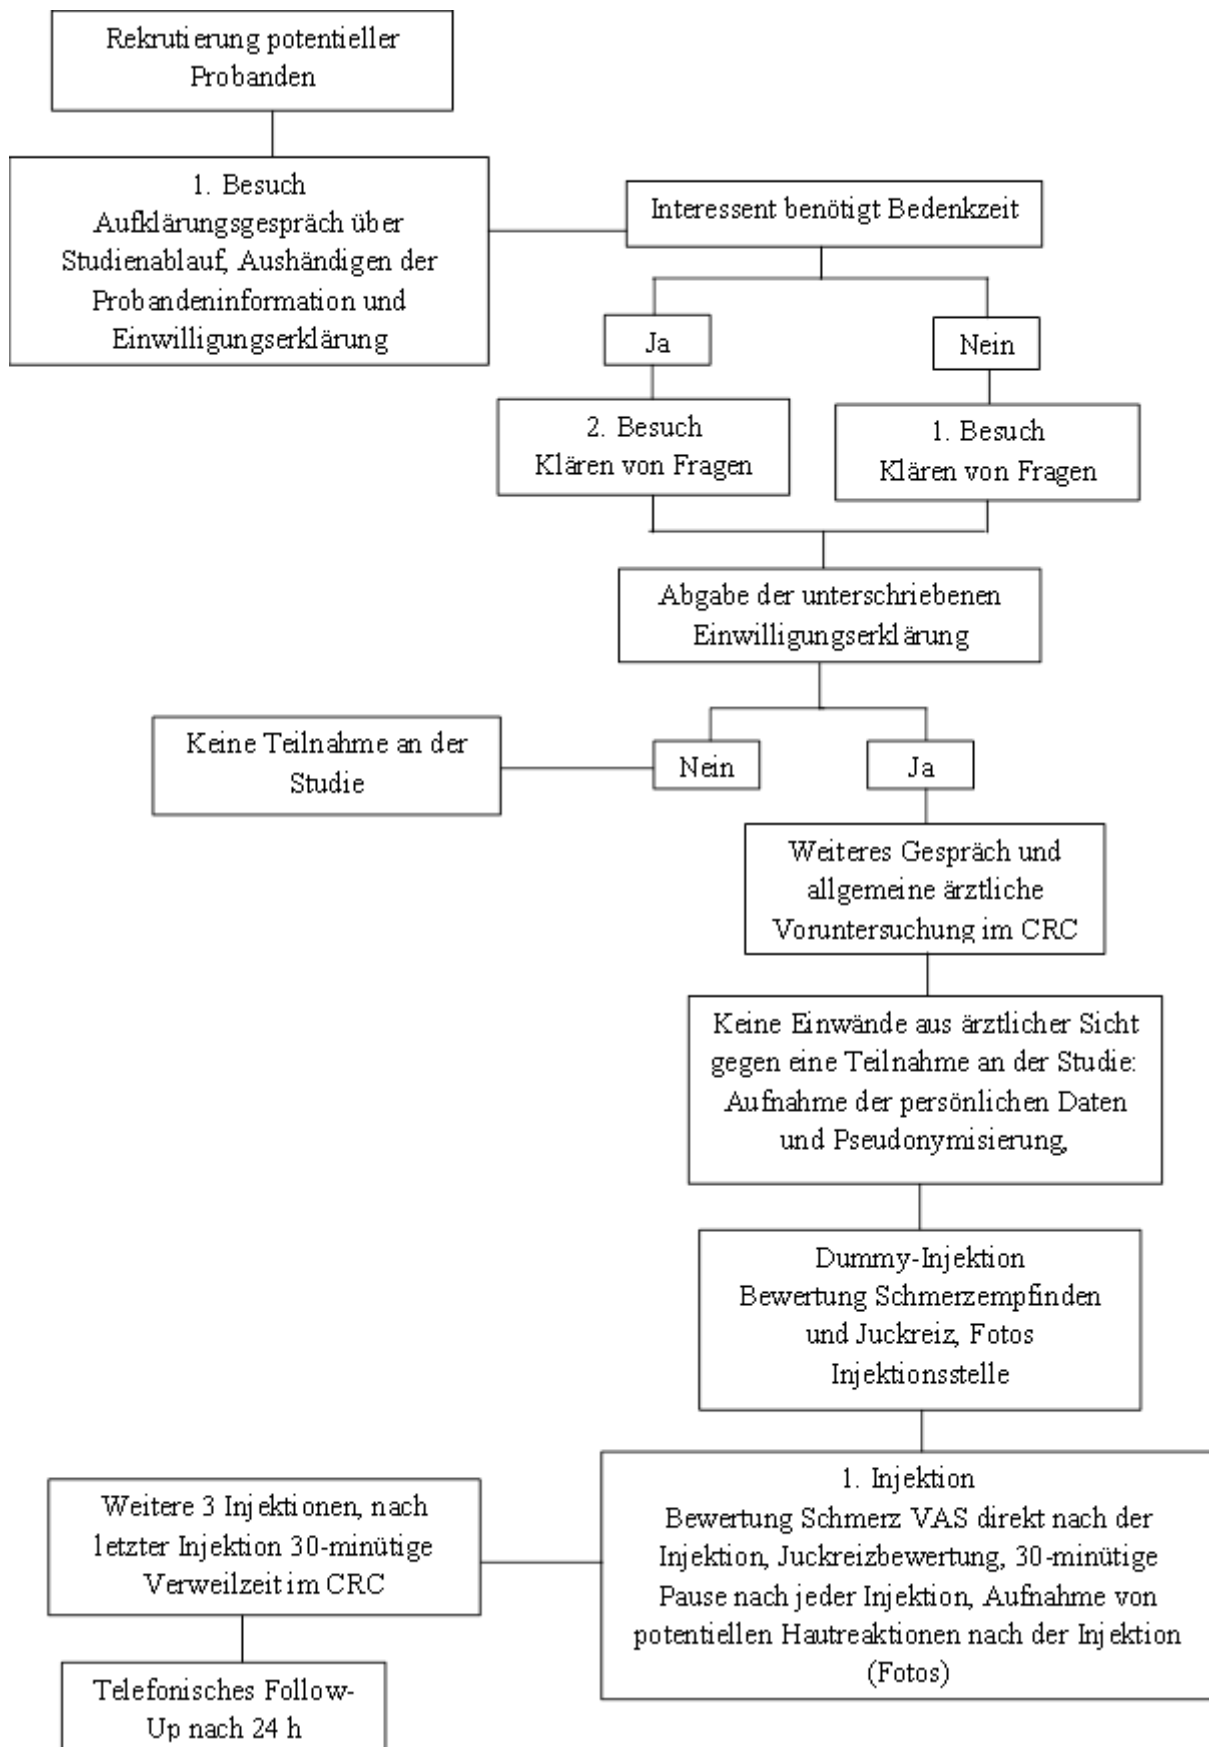 Rekrutierung potentieller
Probanden
1. Besuch
Aufklärungsgespräch über
Studienablauf, Aushändigen der
Probandeninformation und
Einwilligungserklärung
Interessent benötigt Bedenkzeit
Ja
Nein
2. Besuch
Klären von Fragen
1. Besuch
Klären von Fragen
Abgabe der unterschriebenen
Einwilligungserklärung
Keine Teilnahme an der
Studie
Nein
Ja
Weiteres Gespräch und
allgemeine ärztliche
Voruntersuchung im CRC
Keine Einwände aus ärztlicher Sicht
gegen eine Teilnahme an der Studie:
Aufnahme der persönlichen Daten
und Pseudonymisierung,
Dummy-Injektion
Bewertung Schmerzempfinden
und Juckreiz, Fotos
Injektionsstelle
1. Injektion
Bewertung Schmerz VAS direkt nach der
Injektion, Juckreizbewertung, 30-minütige
Pause nach jeder Injektion, Aufnahme von
potentiellen Hautreaktionen nach der Injektion
(Fotos)
Weitere 3 Injektionen, nach
letzter Injektion 30-minütige
Verweilzeit im CRC
Telefonisches Follow-
Up nach 24 h